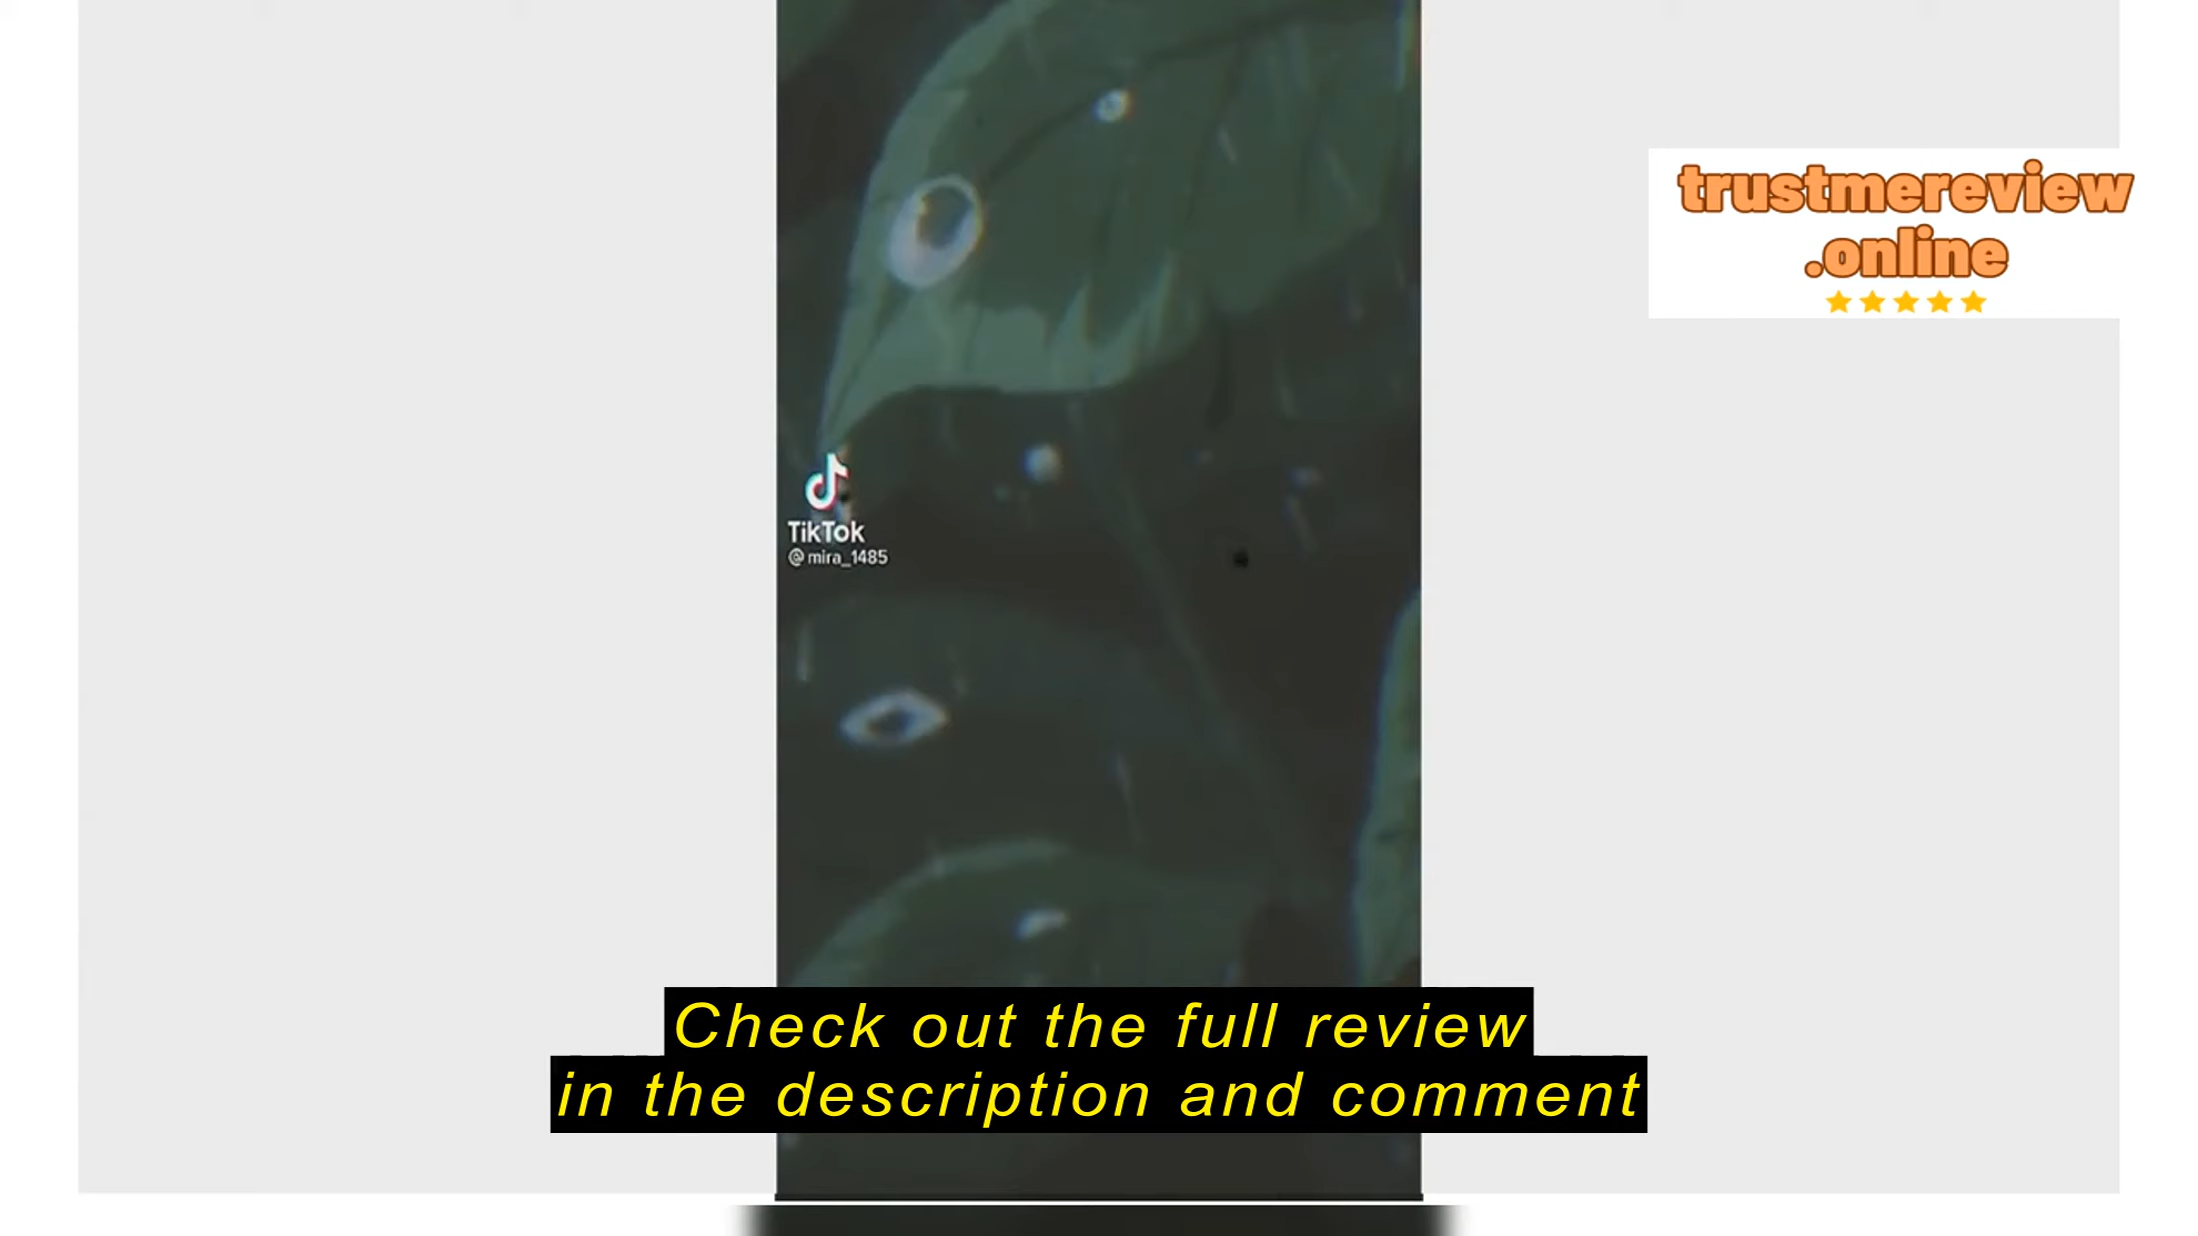 trustmereview
.online
TikTok
@mira_1485
Check out the full review
in the description and comment